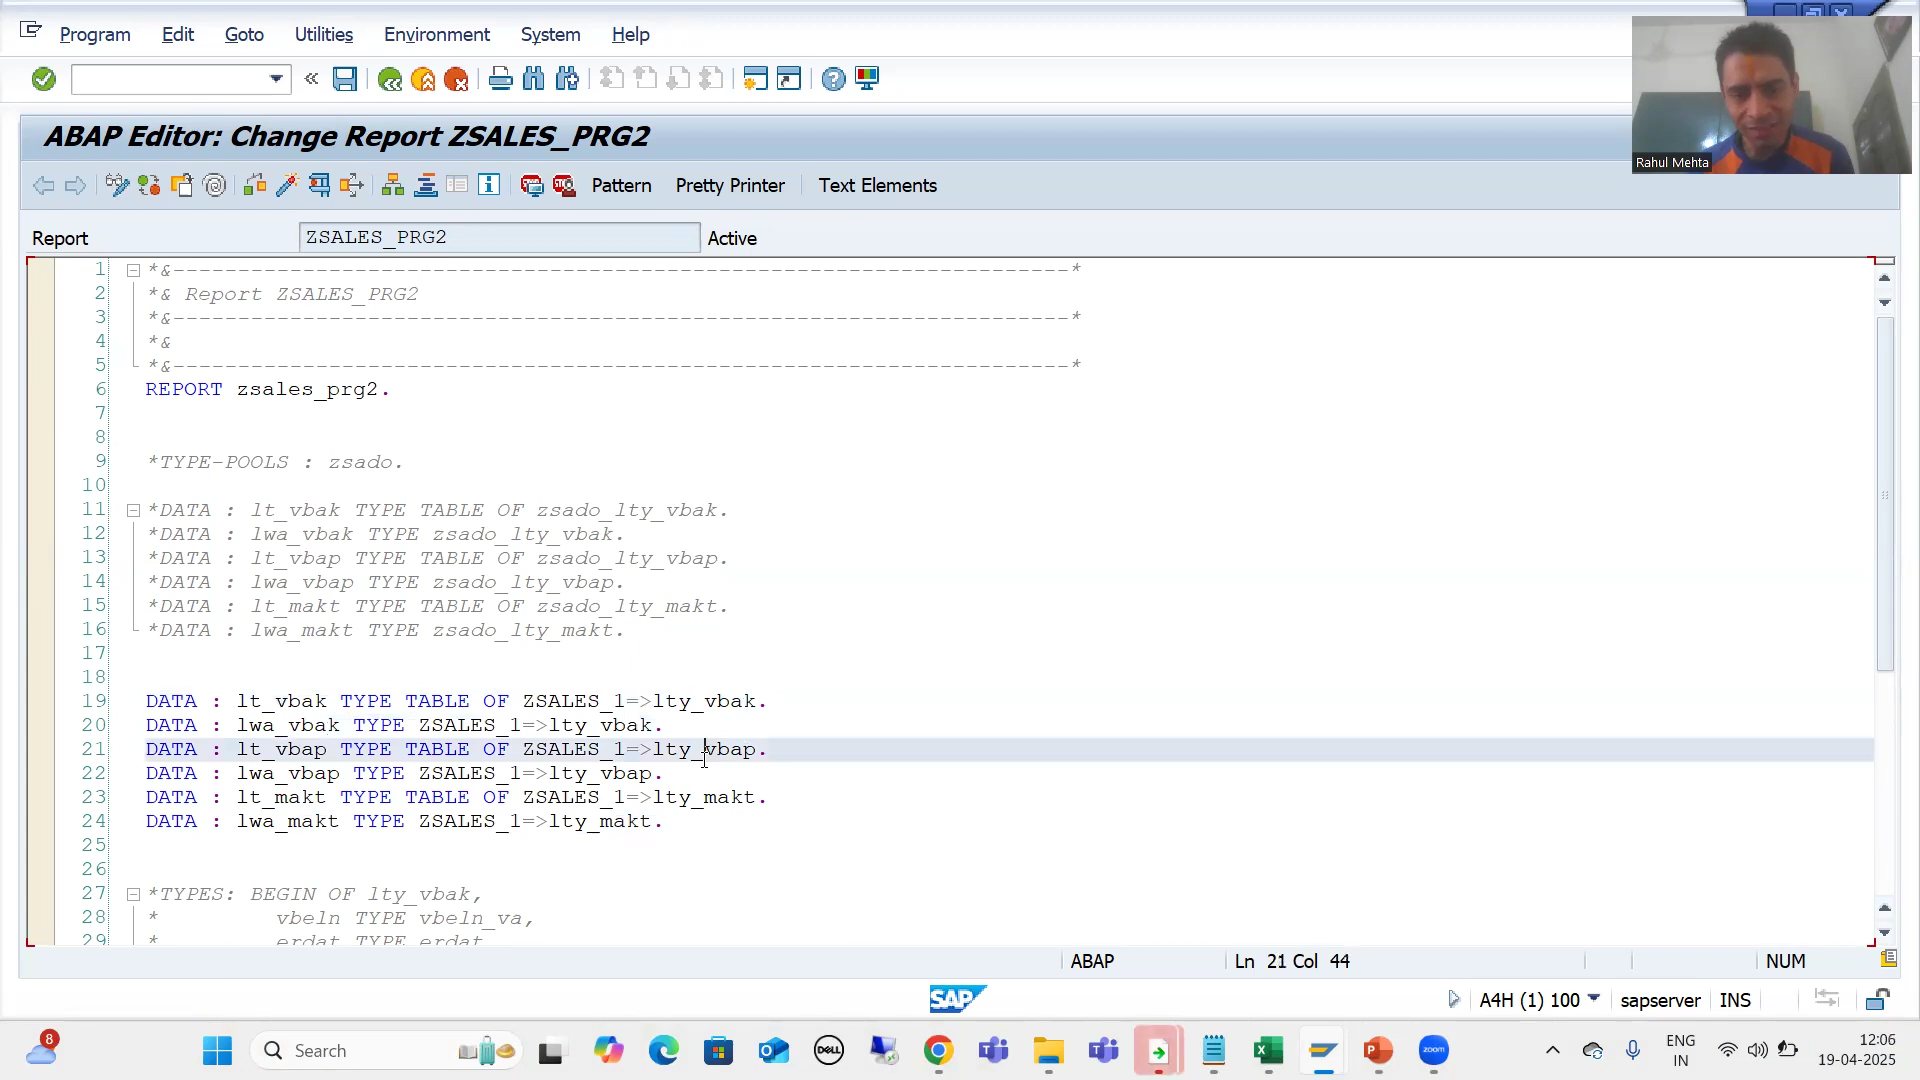 Program Edit Goto Utilities Environment System Help
Rahul Mehta
ABAP Editor: Change Report ZSALES_PRG2
Pattern Pretty Printer Text Elements
Report ZSALES_PRG2 Active
1 *&---------------------------------------------------------------------*
2 *& Report ZSALES_PRG2
3 *&---------------------------------------------------------------------*
4 *&
5 *&---------------------------------------------------------------------*
6 REPORT zsales_prg2.
7
8
9 *TYPE-POOLS : zsado.
10
11 *DATA : lt_vbak TYPE TABLE OF zsado_lty_vbak.
12 *DATA : lwa_vbak TYPE zsado_lty_vbak.
13 *DATA : lt_vbap TYPE TABLE OF zsado_lty_vbap.
14 *DATA : lwa_vbap TYPE zsado_lty_vbap.
15 *DATA : lt_makt TYPE TABLE OF zsado_lty_makt.
16 *DATA : lwa_makt TYPE zsado_lty_makt.
17
18
19 DATA : lt_vbak TYPE TABLE OF ZSALES_1=>lty_vbak.
20 DATA : lwa_vbak TYPE ZSALES_1=>lty_vbak.
21 DATA : lt_vbap TYPE TABLE OF ZSALES_1=>lty_vbap.
22 DATA : lwa_vbap TYPE ZSALES_1=>lty_vbap.
23 DATA : lt_makt TYPE TABLE OF ZSALES_1=>lty_makt.
24 DATA : lwa_makt TYPE ZSALES_1=>lty_makt.
25
26
27 *TYPES: BEGIN OF lty_vbak,
28 * vbeln TYPE vbeln_va,
29 * erdat TYPE erdat
ABAP Ln 21 Col 44 NUM
SAP A4H (1) 100 sapserver INS
8 Search DELL zoom ENG 12:06
IN 19-04-2025